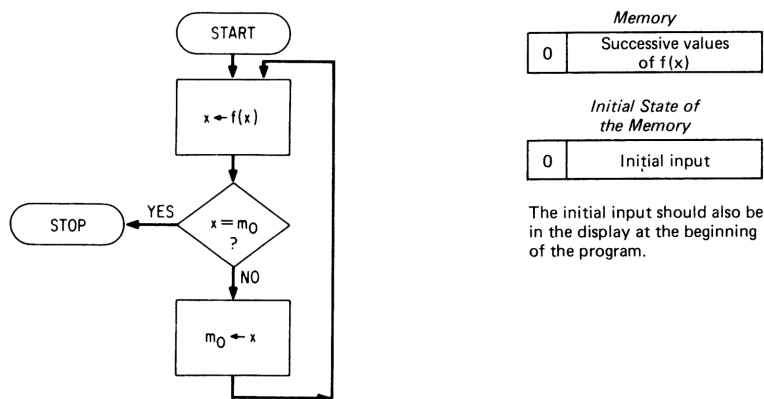 START
x ← f(x)
YES
x = m0
?
STOP
NO
m0 ← x
Memory
0
Successive values
of f(x)
Initial State of
the Memory
0
Initial input
The initial input should also be
in the display at the beginning
of the program.